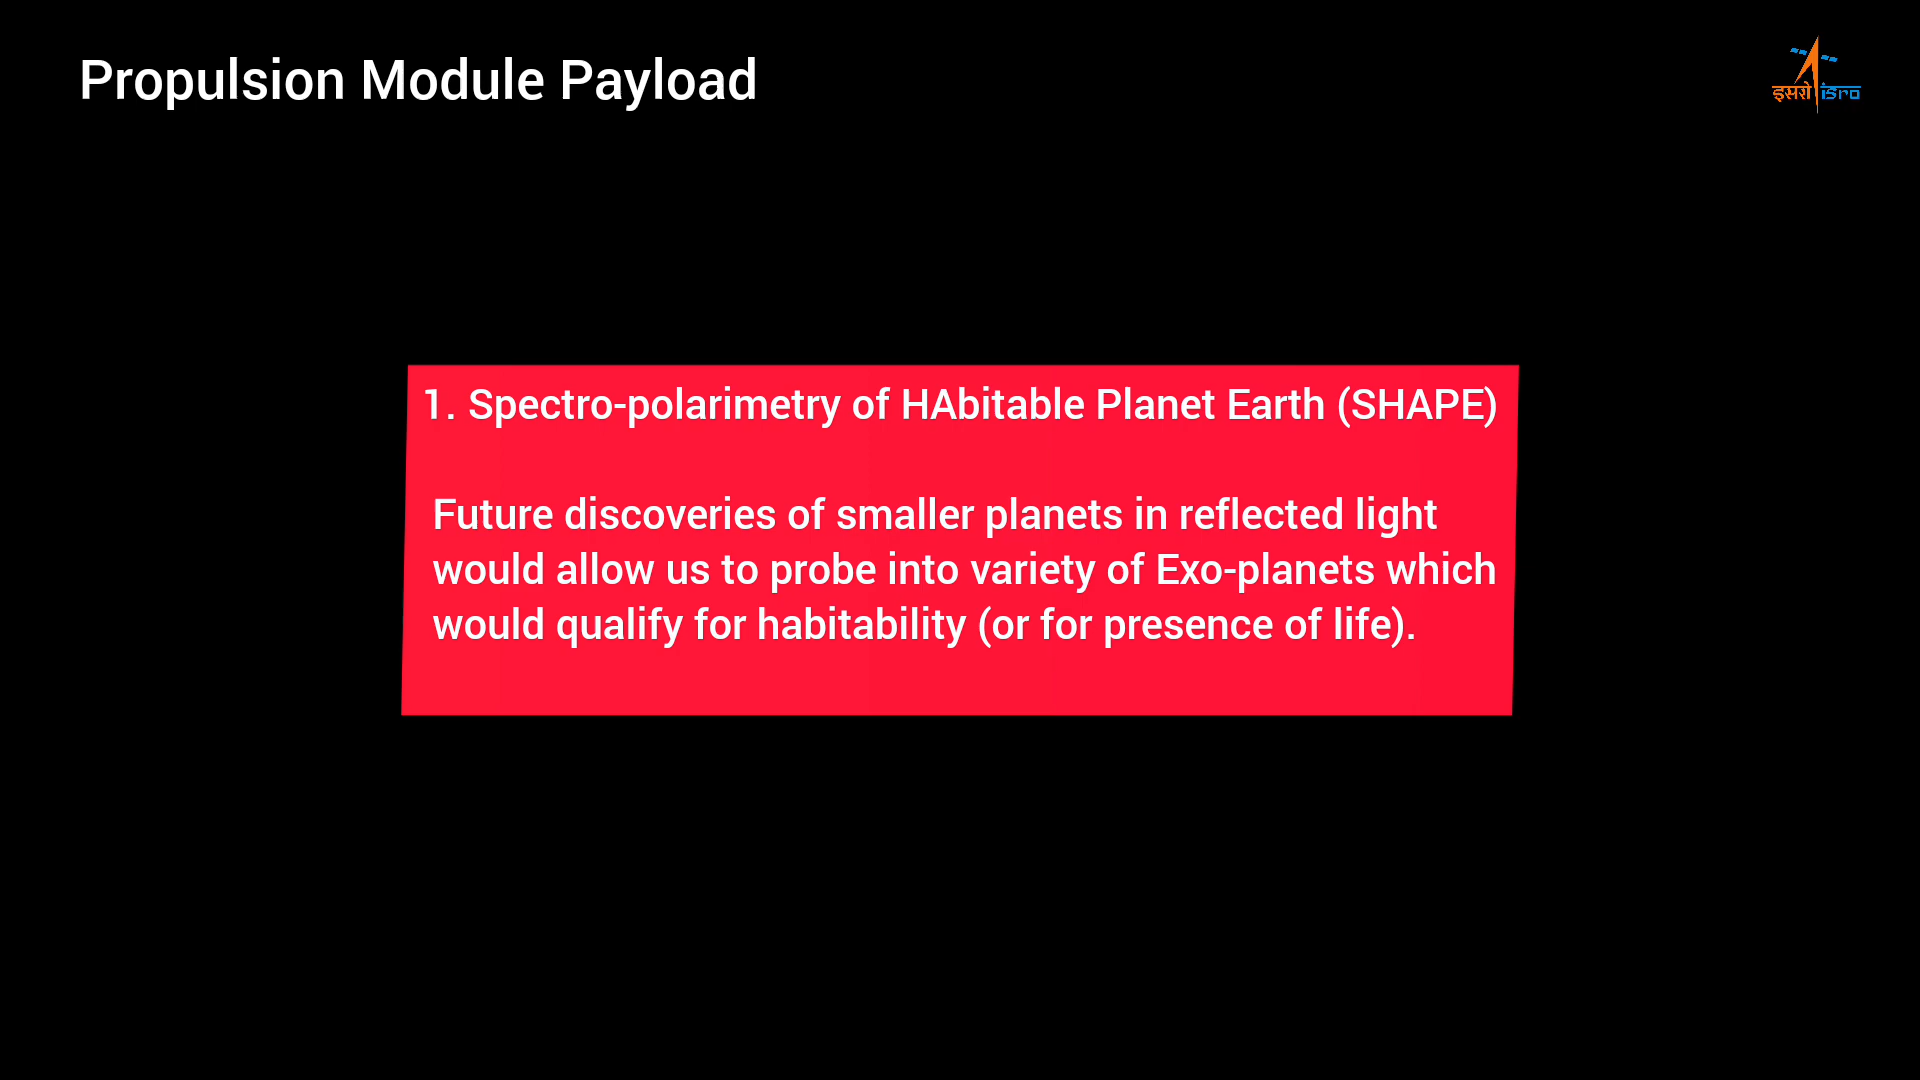 Propulsion Module Payload
इसरो isro
1. Spectro-polarimetry of HAbitable Planet Earth (SHAPE)
Future discoveries of smaller planets in reflected light
would allow us to probe into variety of Exo-planets which
would qualify for habitability (or for presence of life).